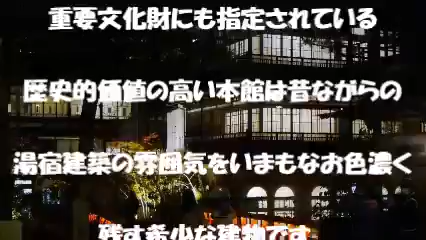 重要文化財にも指定されている
歴史的価値の高い本館は昔ながらの
湯宿建築の雰囲気をいまもなお色濃く
残す希少な建物です